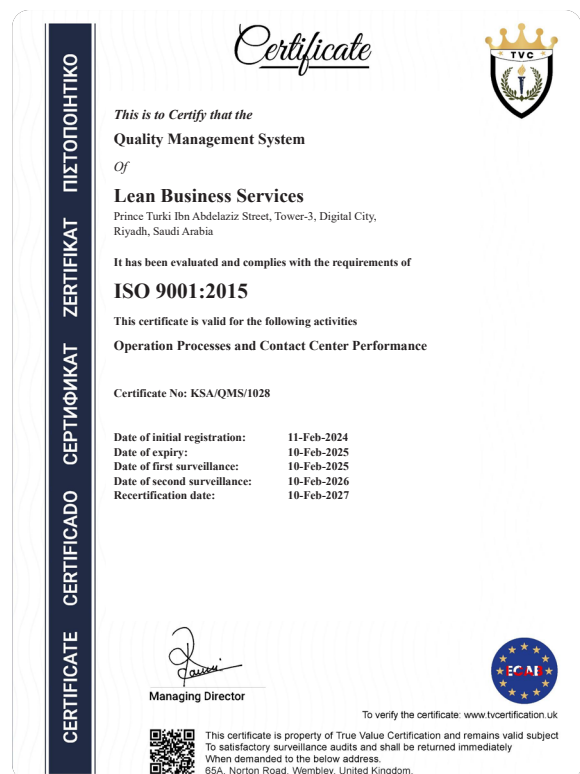 Certificate
TVC
This is to Certify that the
Quality Management System
Of
Lean Business Services
Prince Turki Ibn Abdelaziz Street, Tower-3, Digital City,
Riyadh, Saudi Arabia
It has been evaluated and complies with the requirements of
ISO 9001:2015
This certificate is valid for the following activities
Operation Processes and Contact Center Performance
Certificate No: KSA/QMS/1028
Date of initial registration: 11-Feb-2024
Date of expiry: 10-Feb-2025
Date of first surveillance: 10-Feb-2025
Date of second surveillance: 10-Feb-2026
Recertification date: 10-Feb-2027
CERTIFICATE CERTIFICADO СЕРТИФИКАТ ZERTIFIKAT ΠΙΣΤΟΠΟΙΗΤΙΚΟ
Managing Director
To verify the certificate: www.tvcertification.uk
This certificate is property of True Value Certification and remains valid subject
To satisfactory surveillance audits and shall be returned immediately
When demanded to the below address.
65A, Norton Road, Wembley, United Kingdom.